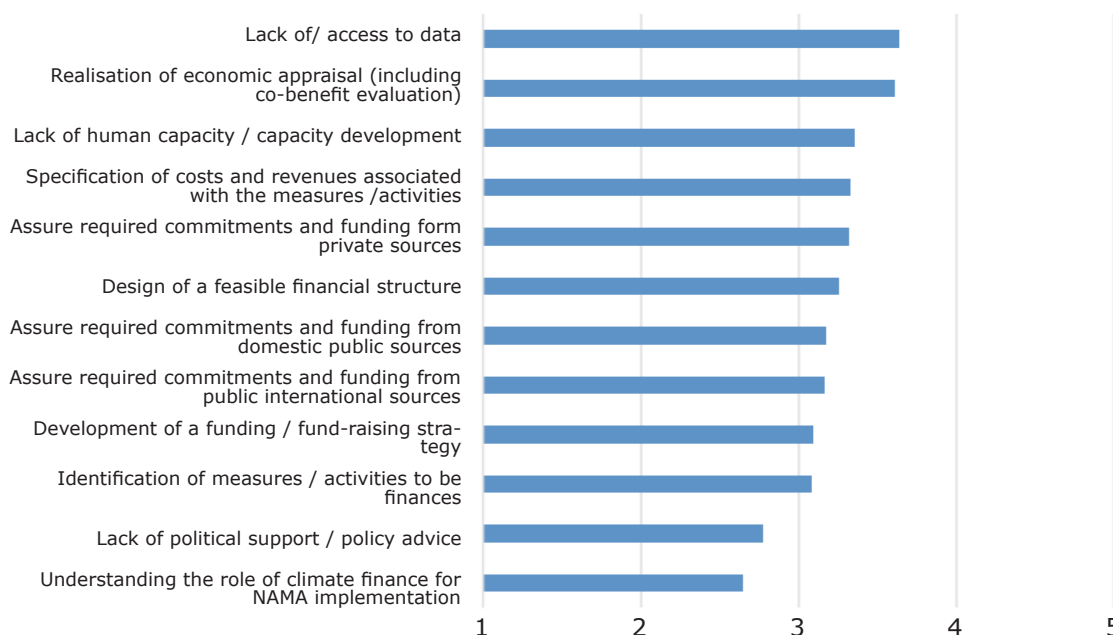 Lack of/ access to data
Realisation of economic appraisal (including
co-benefit evaluation)
Lack of human capacity / capacity development
Specification of costs and revenues associated
with the measures /activities
Assure required commitments and funding form
private sources
Design of a feasible financial structure
Assure required commitments and funding from
domestic public sources
Assure required commitments and funding from
public international sources
Development of a funding / fund-raising stra-
tegy
Identification of measures / activities to be
finances
Lack of political support / policy advice
Understanding the role of climate finance for
NAMA implementation
1 2 3 4 5